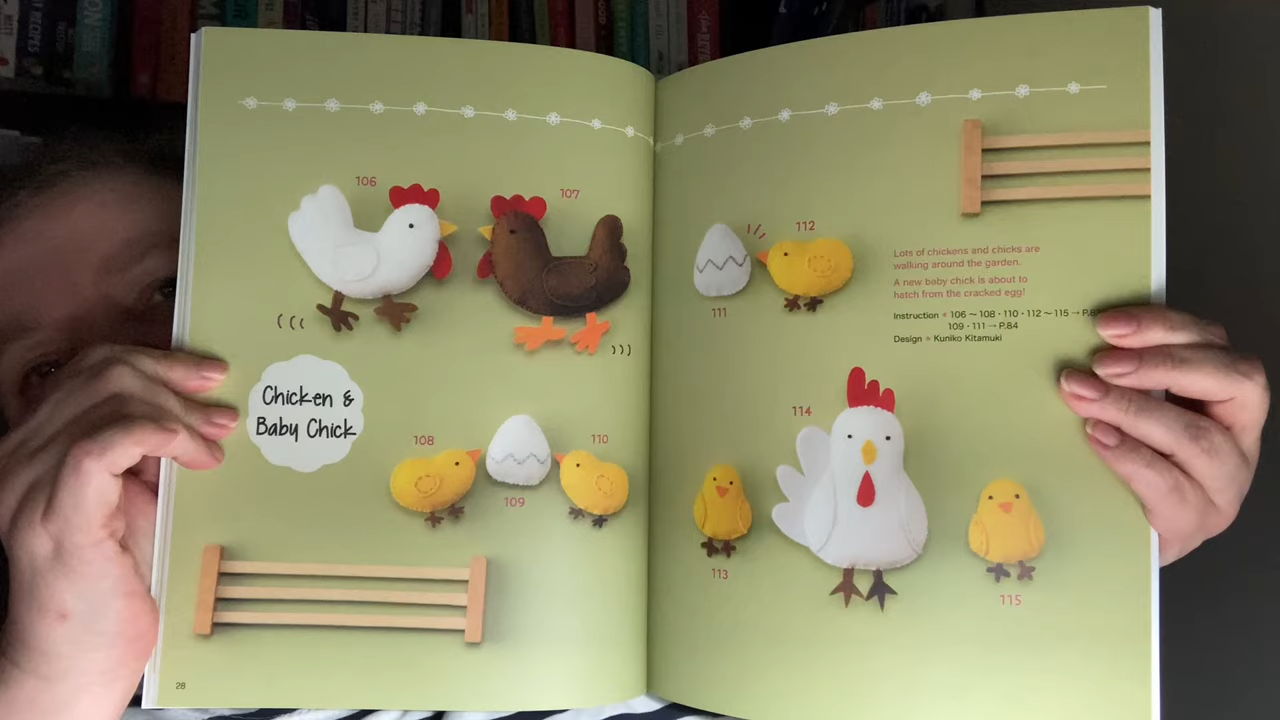 106
107
Chicken &
Baby Chick
108
109
110
28
111
112
Lots of chickens and chicks are
walking around the garden.
A new baby chick is about to
hatch from the cracked egg!
Instruction * 106 ~ 108 · 110 · 112 ~ 115 → P.8
109 · 111 → P.84
Design * Kuniko Kitamuki
114
113
115